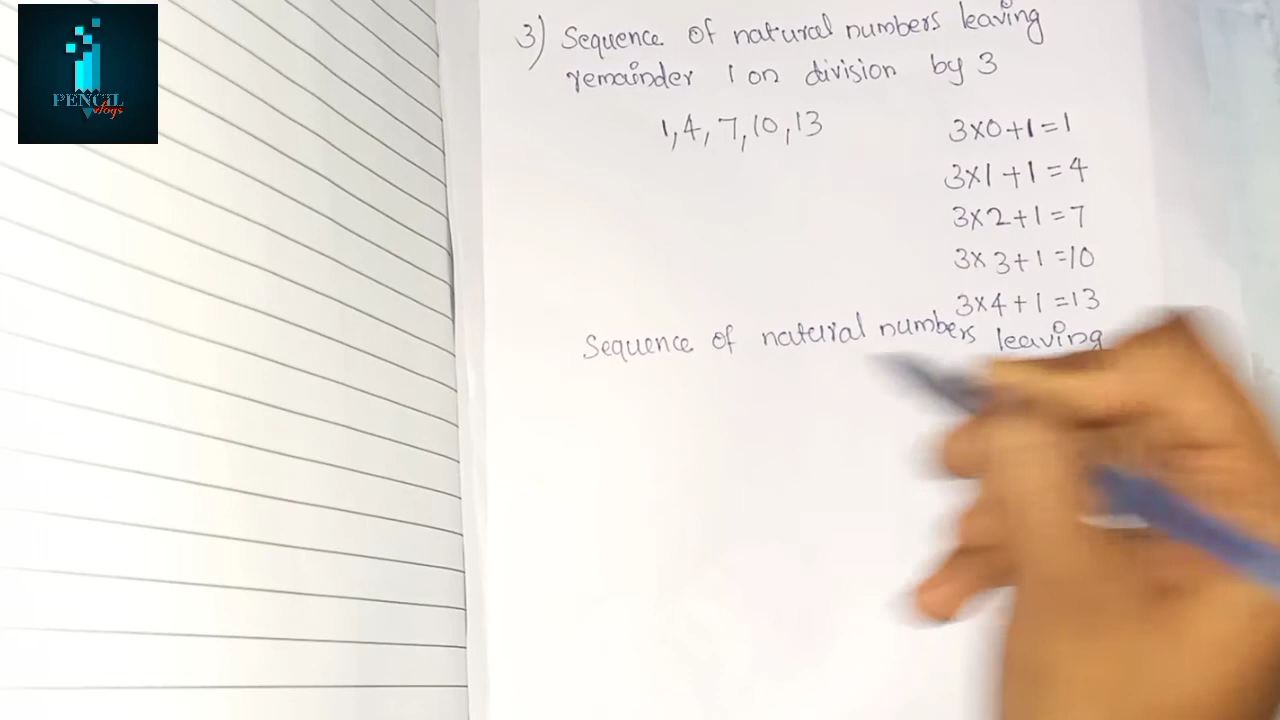 PENCIL
vlogs
3) Sequence of natural numbers leaving
remainder 1 on division by 3
1, 4, 7, 10, 13
3x0+1=1
3x1+1=4
3x2+1=7
3x3+1=10
3x4+1=13
Sequence of natural numbers leaving